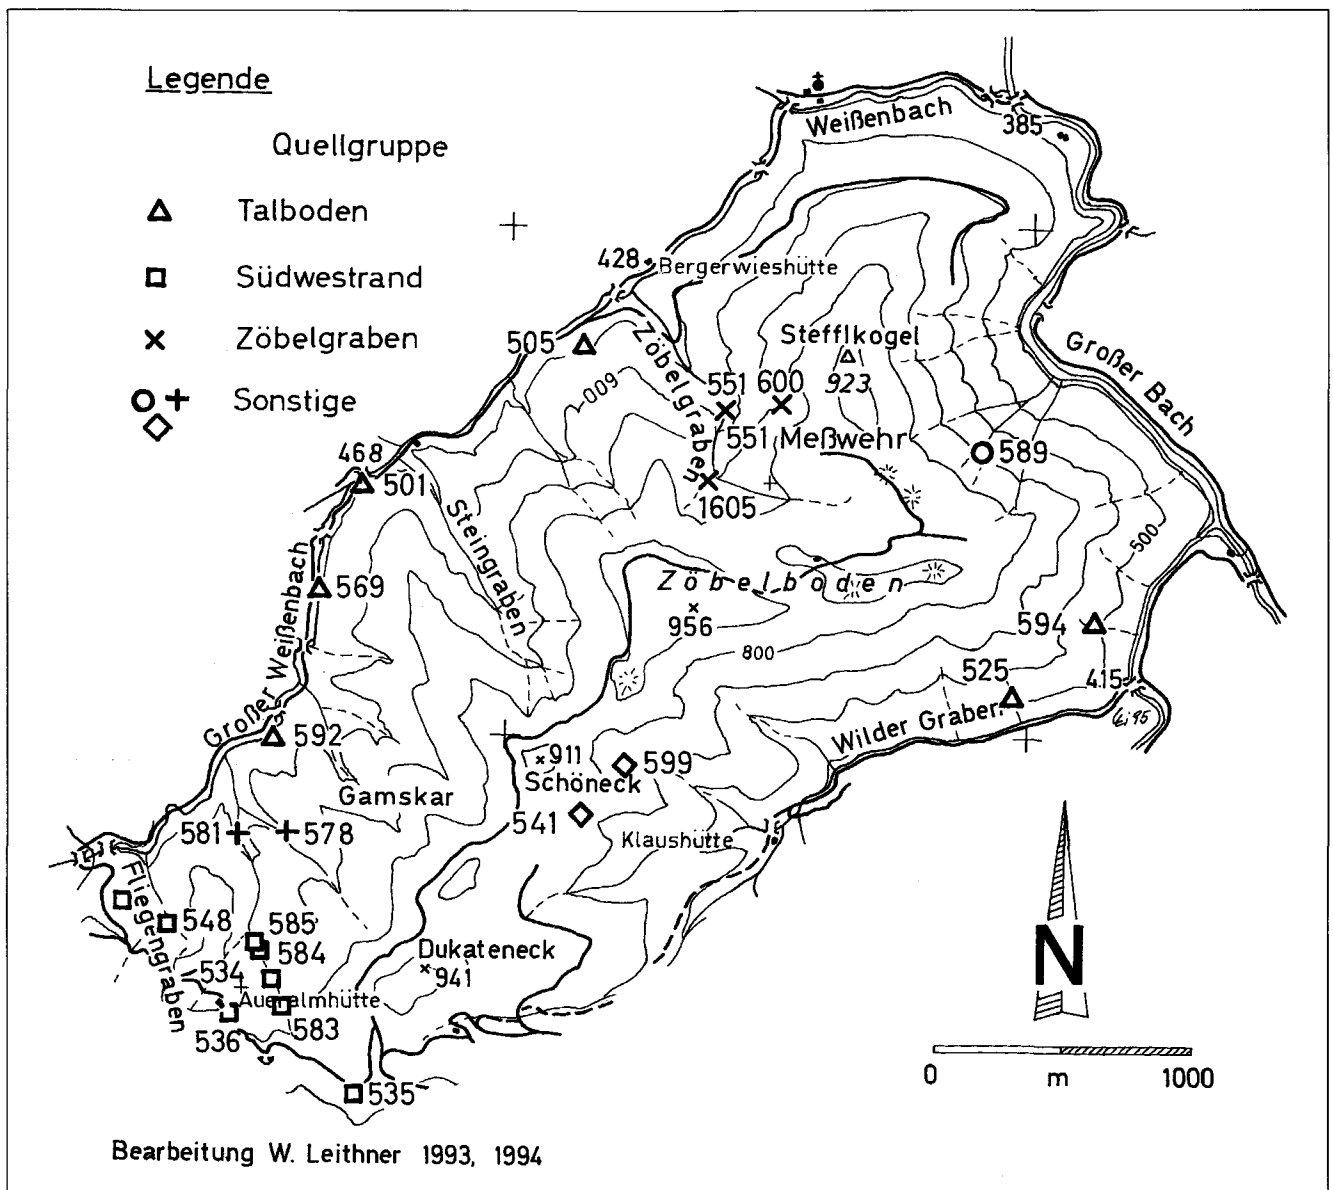 Legende
Quellgruppe
Talboden
Südwestrand
Zöbelgraben
Sonstige
Weißenbach
385
428
Bergerwieshütte
505
Zöbelgraben
Stefflkogel
923
Großer Bach
600
551
600
551 Meßwehr
589
468
501
1605
Steingraben
500
569
Zöbelboden
956
594
800
Großer Weißenbach
525
415
Wilder Graben
Lei 95
592
911
Schöneck
599
Gamskar
541
581
578
Klaushütte
Fliegengraben
548
585
584
Dukateneck
941
534
Aueralmhütte
583
536
535
N
0 m 1000
Bearbeitung W. Leithner 1993, 1994